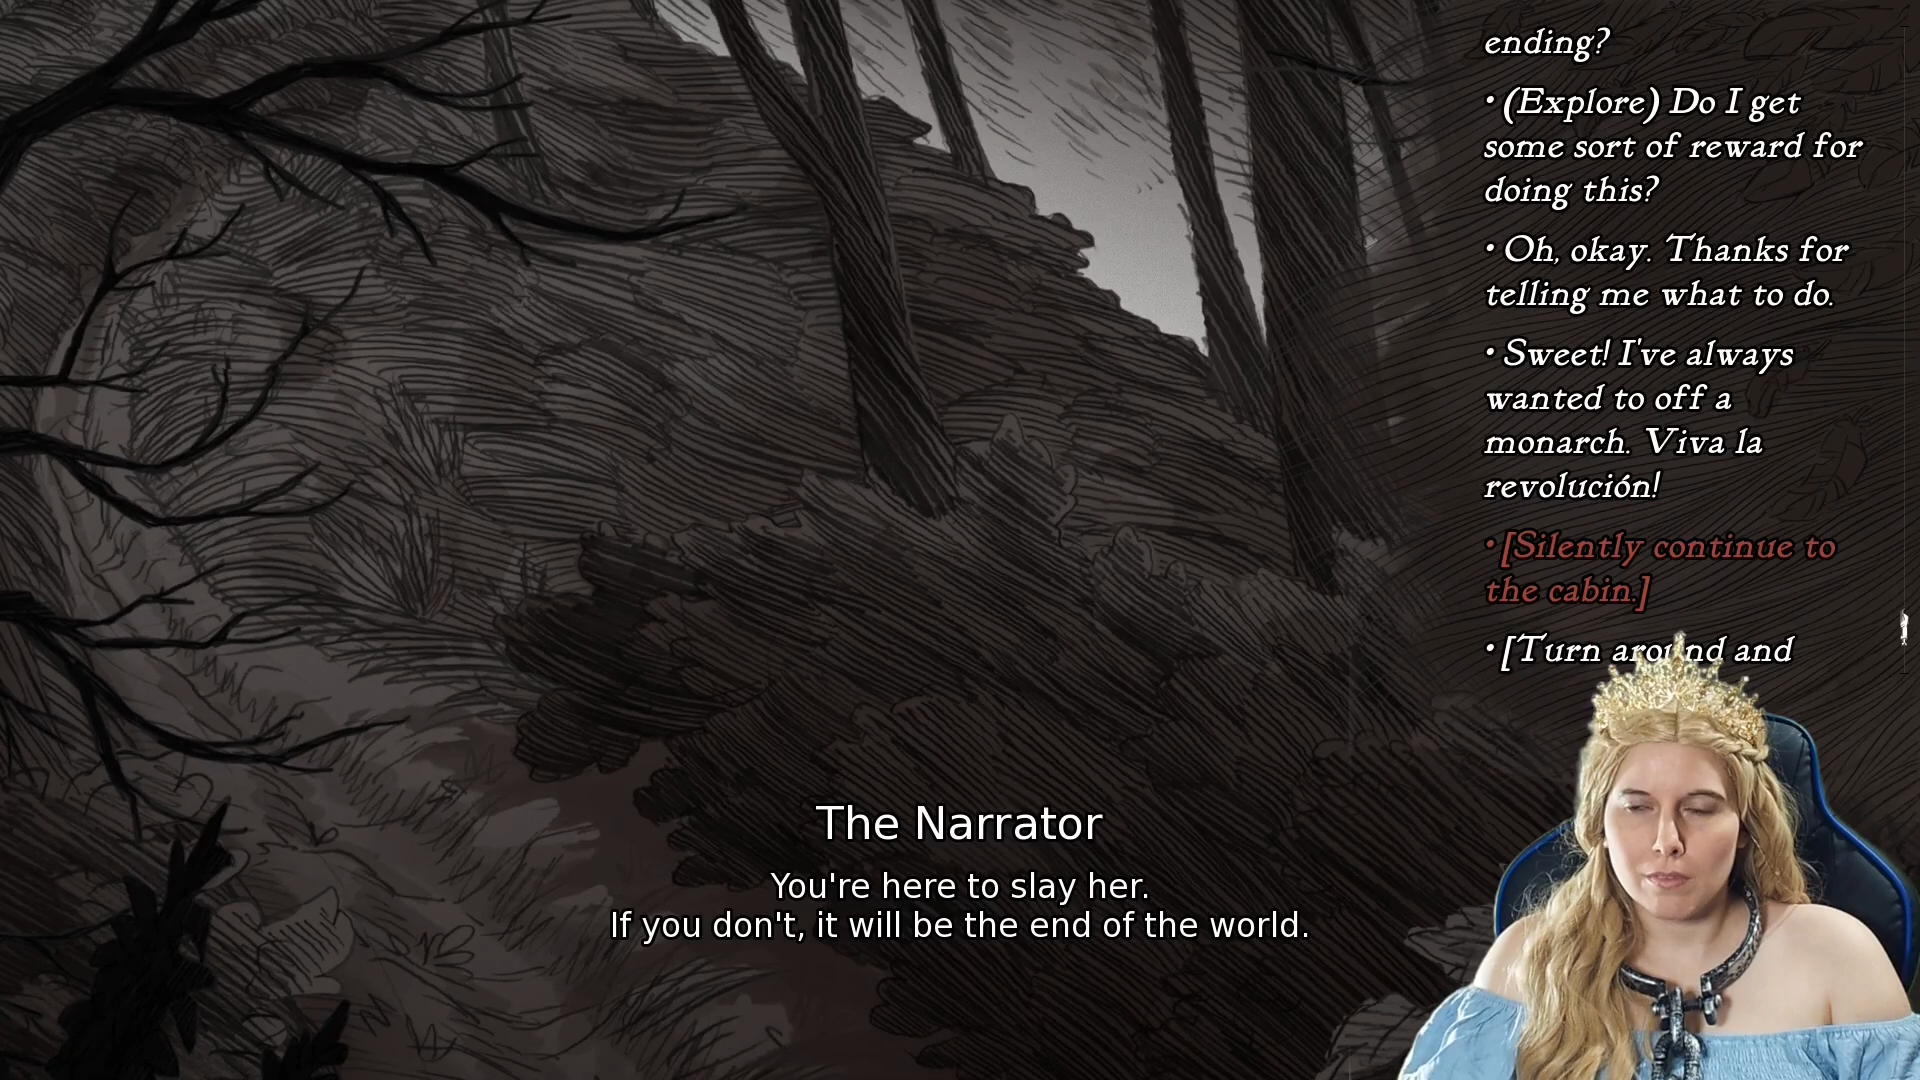 ending?
• (Explore) Do I get
some sort of reward for
doing this?
• Oh, okay. Thanks for
telling me what to do.
• Sweet! I've always
wanted to off a
monarch. Viva la
revolución!
• [Silently continue to
the cabin.]
• [Turn around and
The Narrator
You're here to slay her.
If you don't, it will be the end of the world.